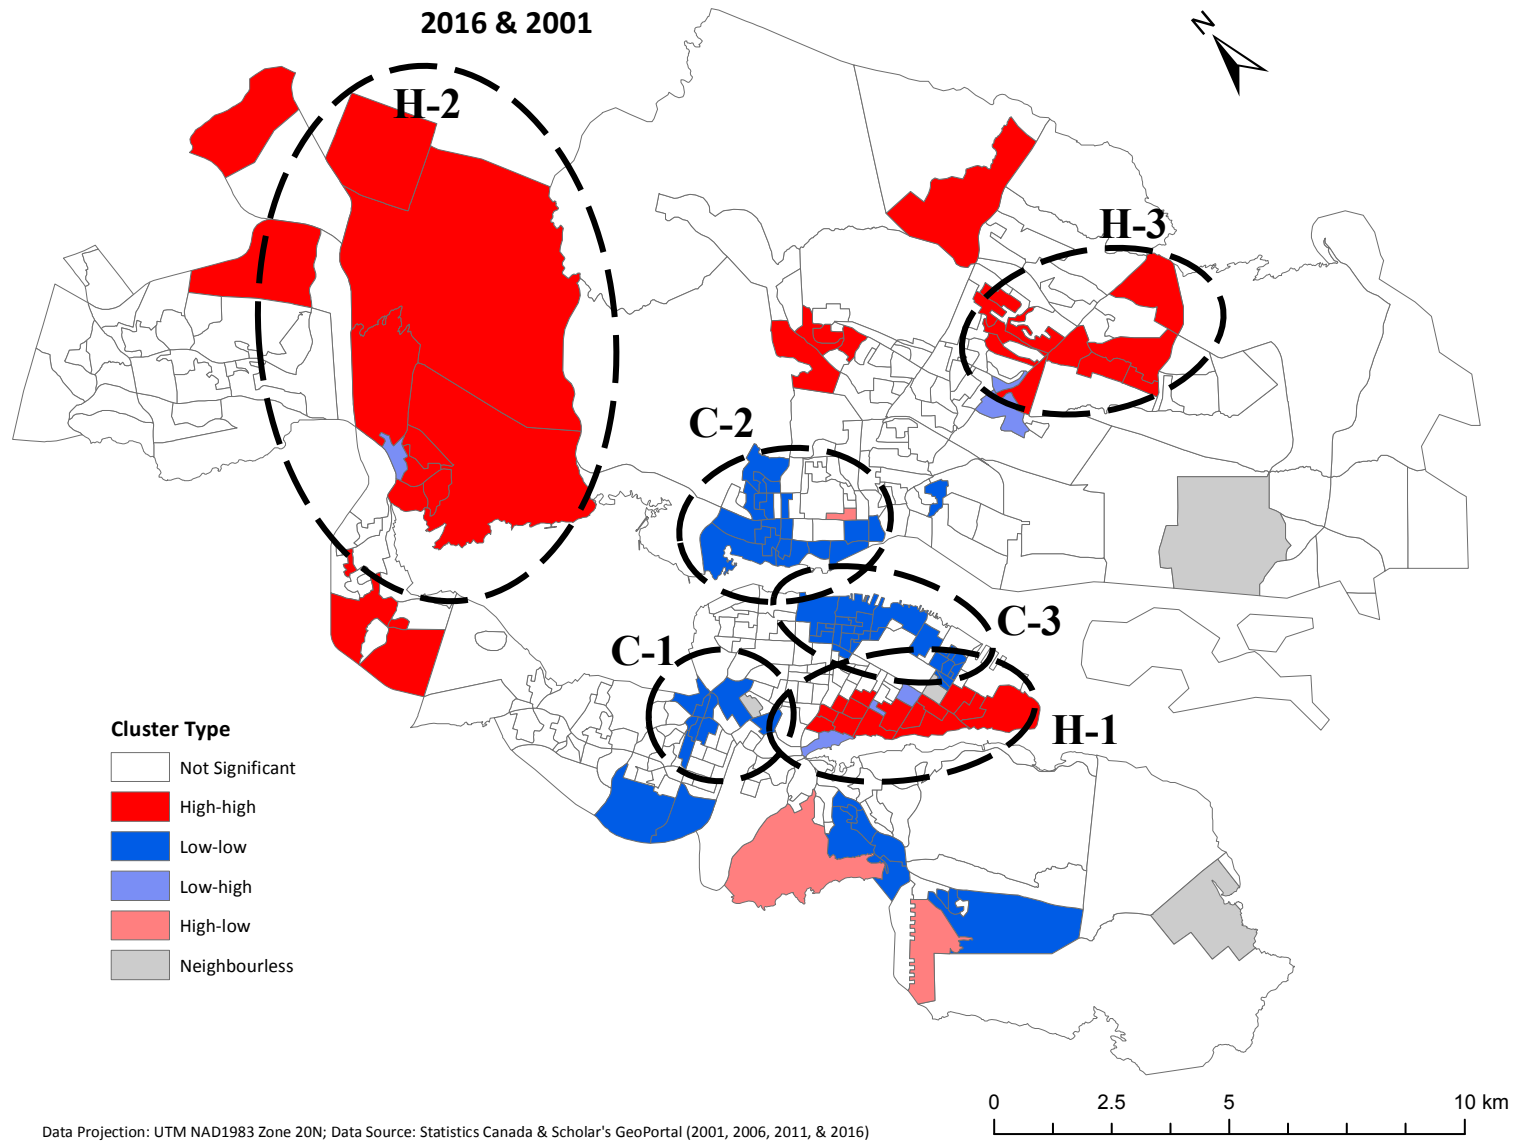 2016 & 2001
N
H-2
H-3
C-2
C-3
C-1
H-1
Cluster Type
Not Significant
High-high
Low-low
Low-high
High-low
Neighbourless
0 2.5 5 10 km
Data Projection: UTM NAD1983 Zone 20N; Data Source: Statistics Canada & Scholar's GeoPortal (2001, 2006, 2011, & 2016)